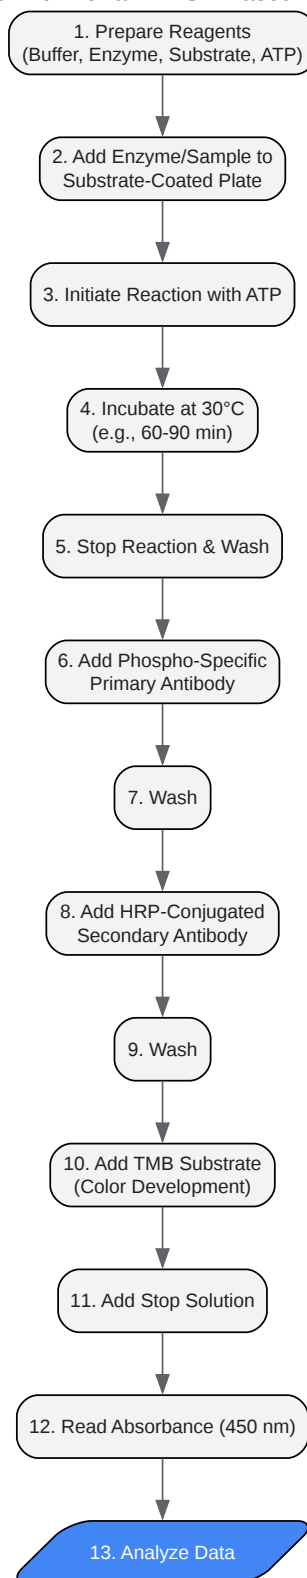 1. Prepare Reagents
(Buffer, Enzyme, Substrate, ATP)
2. Add Enzyme/Sample to
Substrate-Coated Plate
3. Initiate Reaction with ATP
4. Incubate at 30°C
(e.g., 60-90 min)
5. Stop Reaction & Wash
6. Add Phospho-Specific
Primary Antibody
7. Wash
8. Add HRP-Conjugated
Secondary Antibody
9. Wash
10. Add TMB Substrate
(Color Development)
11. Add Stop Solution
12. Read Absorbance (450 nm)
13. Analyze Data